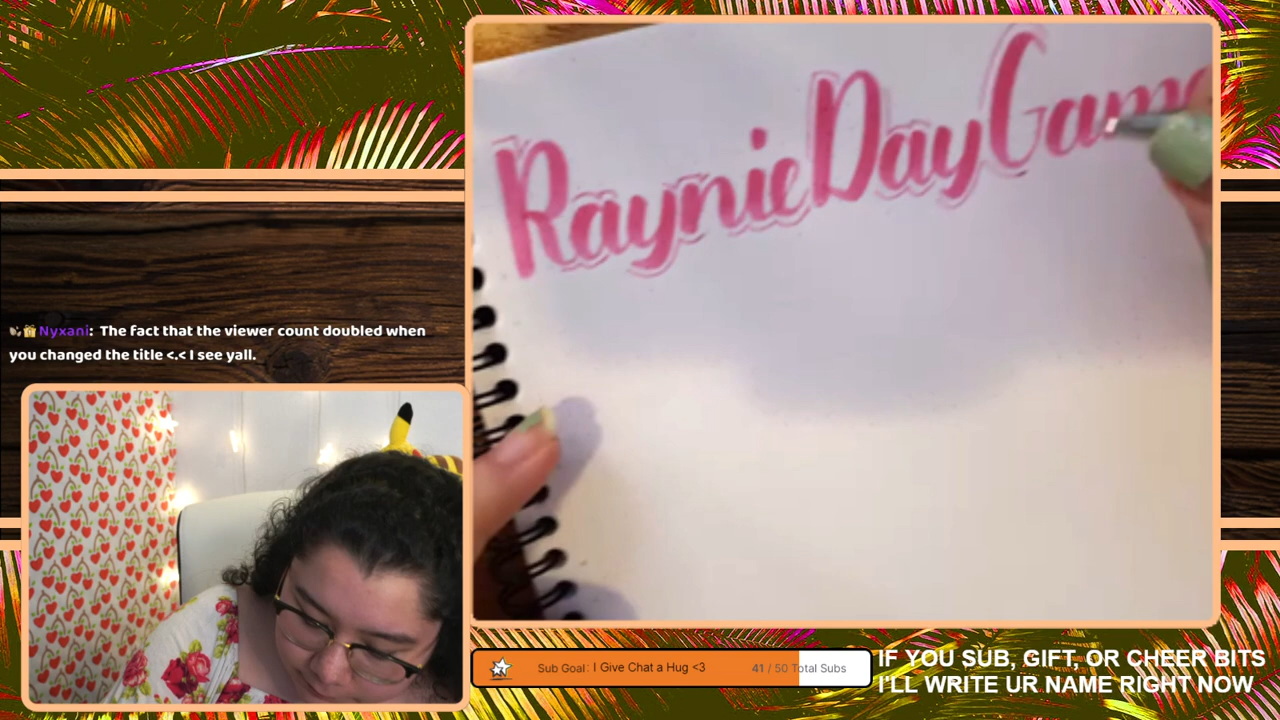 RaynieDayGame
Nyxani: The fact that the viewer count doubled when
you changed the title <.< I see yall.
Sub Goal: I Give Chat a Hug <3 41 / 50 Total Subs
IF YOU SUB, GIFT, OR CHEER BITS
I'LL WRITE UR NAME RIGHT NOW